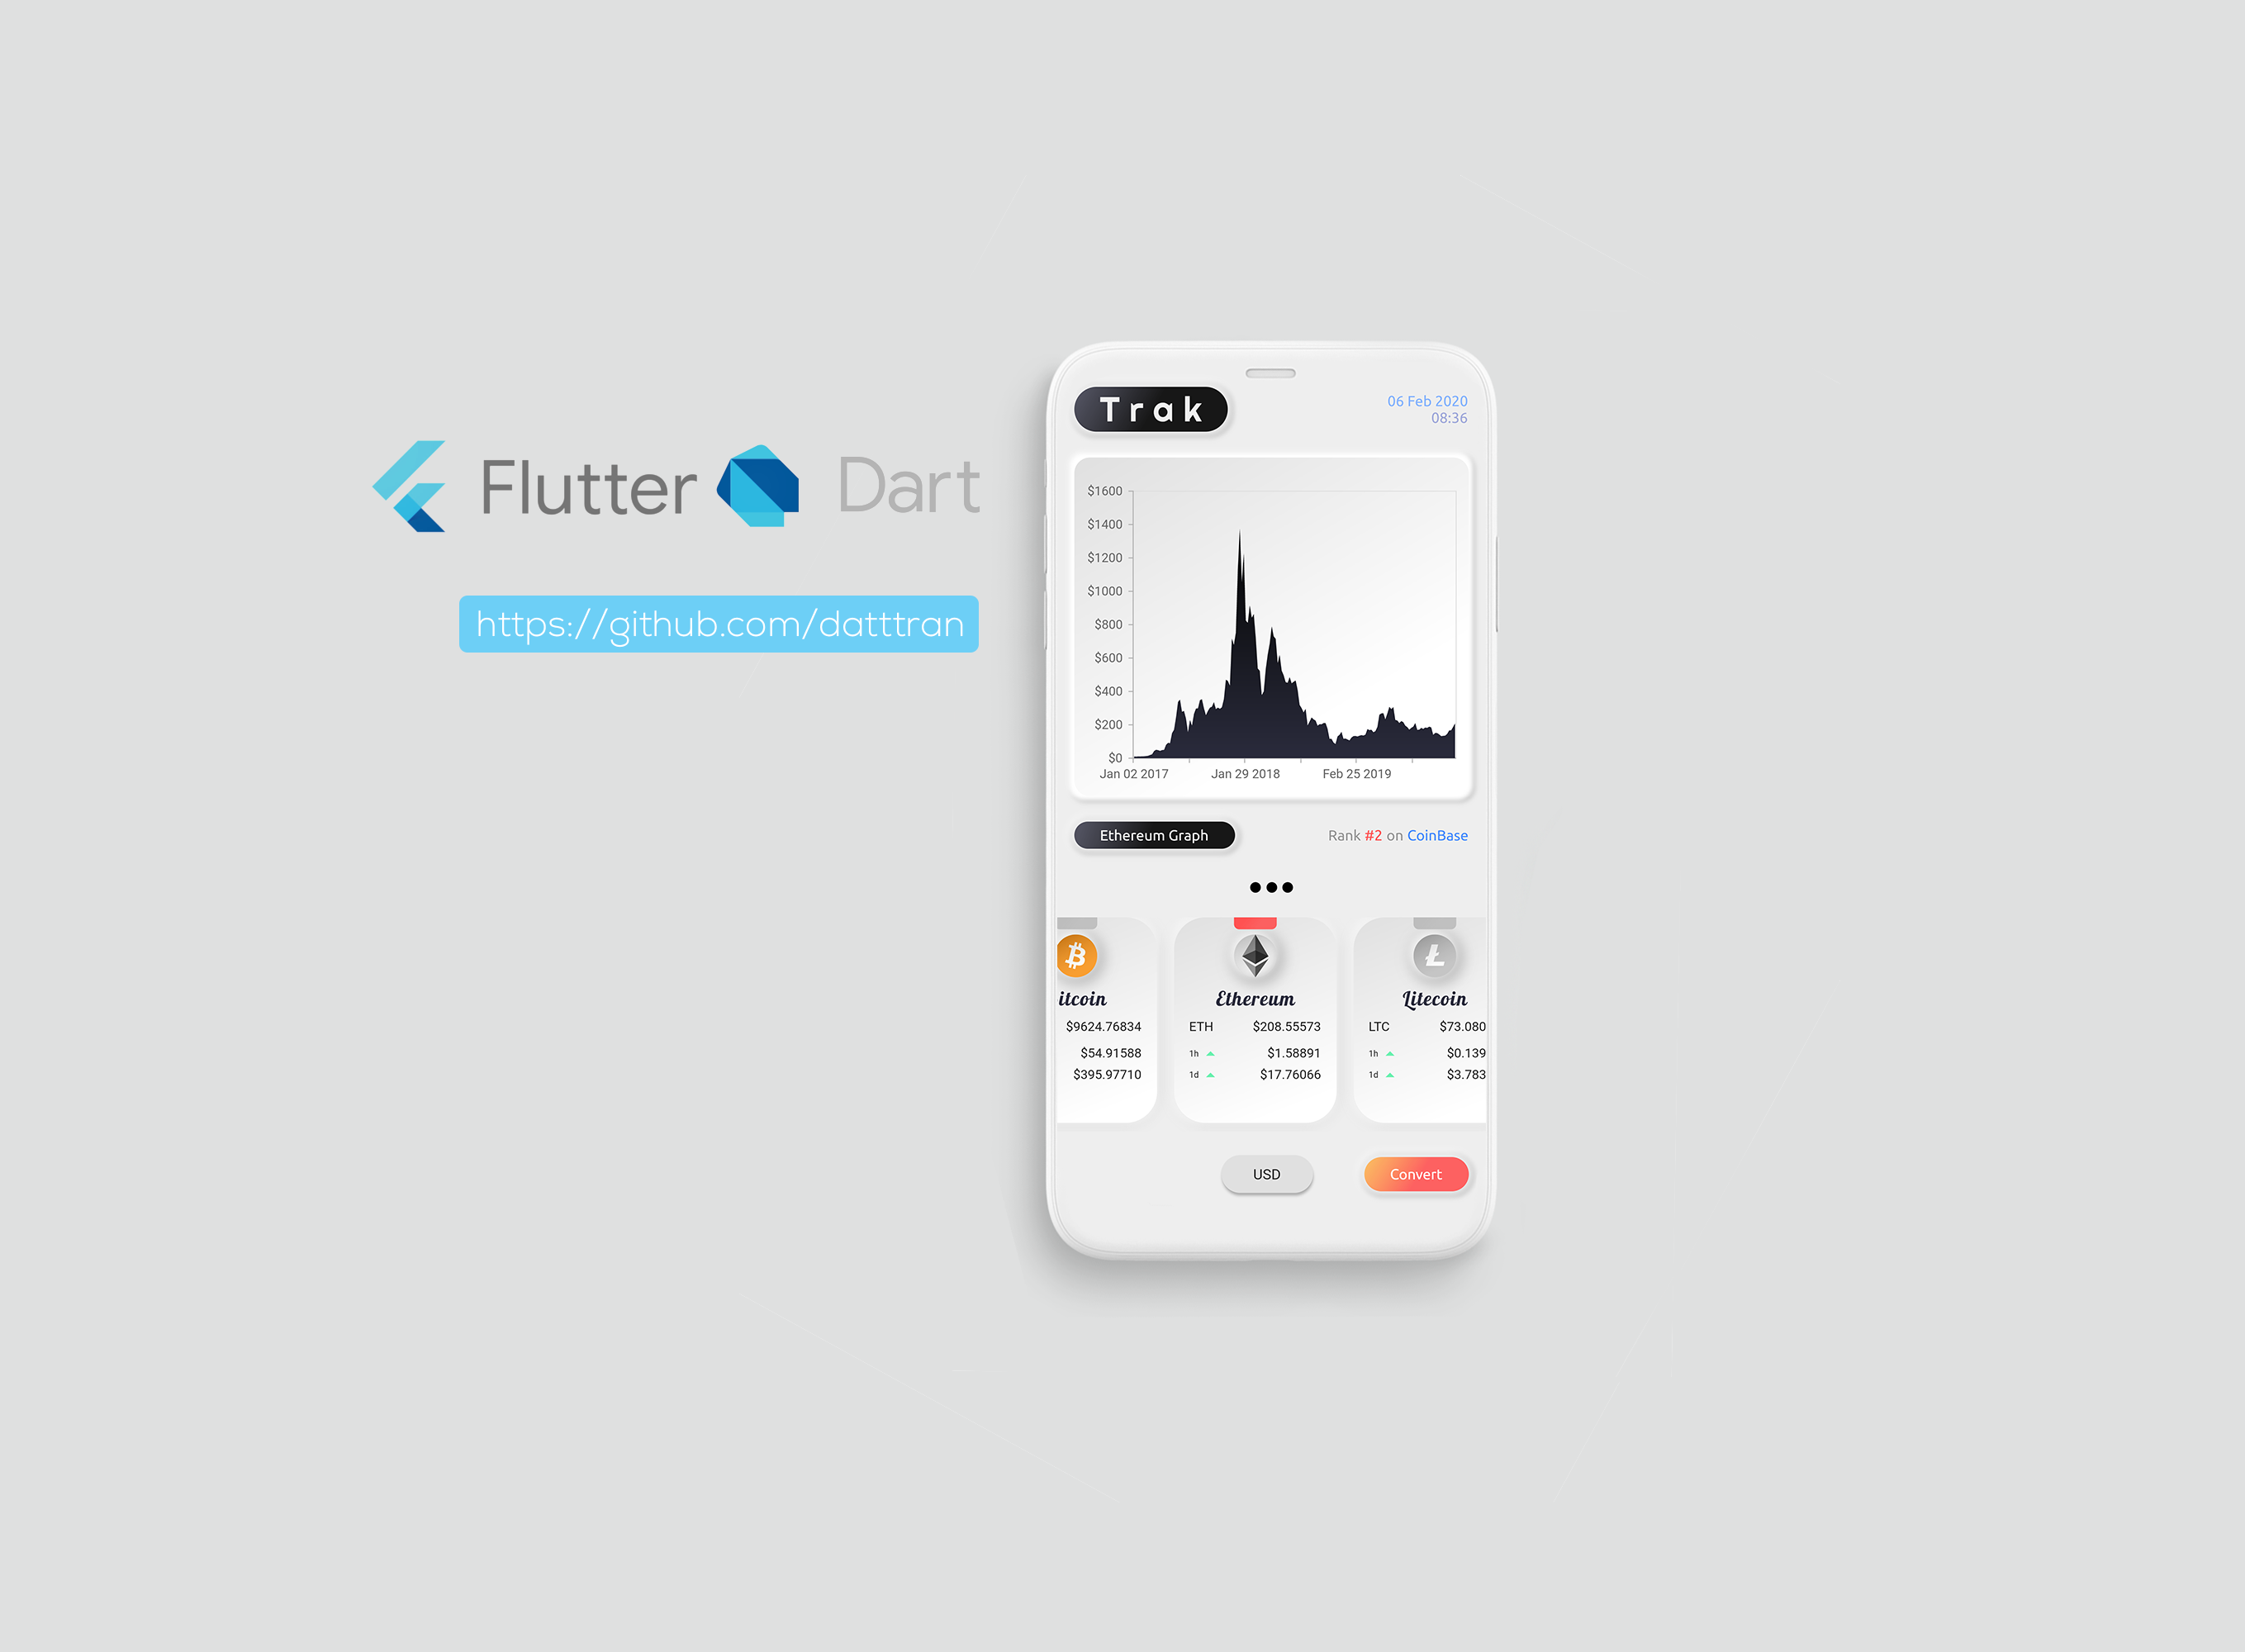 Flutter
Dart
https://github.com/datttran
Trak
06 Feb 2020
08:36
$1600
$1400
$1200
$1000
$800
$600
$400
$200
$0
Jan 02 2017 Jan 29 2018 Feb 25 2019
Ethereum Graph
Rank #2 on CoinBase
itcoin
$9624.76834
$54.91588
$395.97710
Ethereum
ETH $208.55573
1h $1.58891
1d $17.76066
Litecoin
LTC $73.080
1h $0.139
1d $3.783
USD
Convert